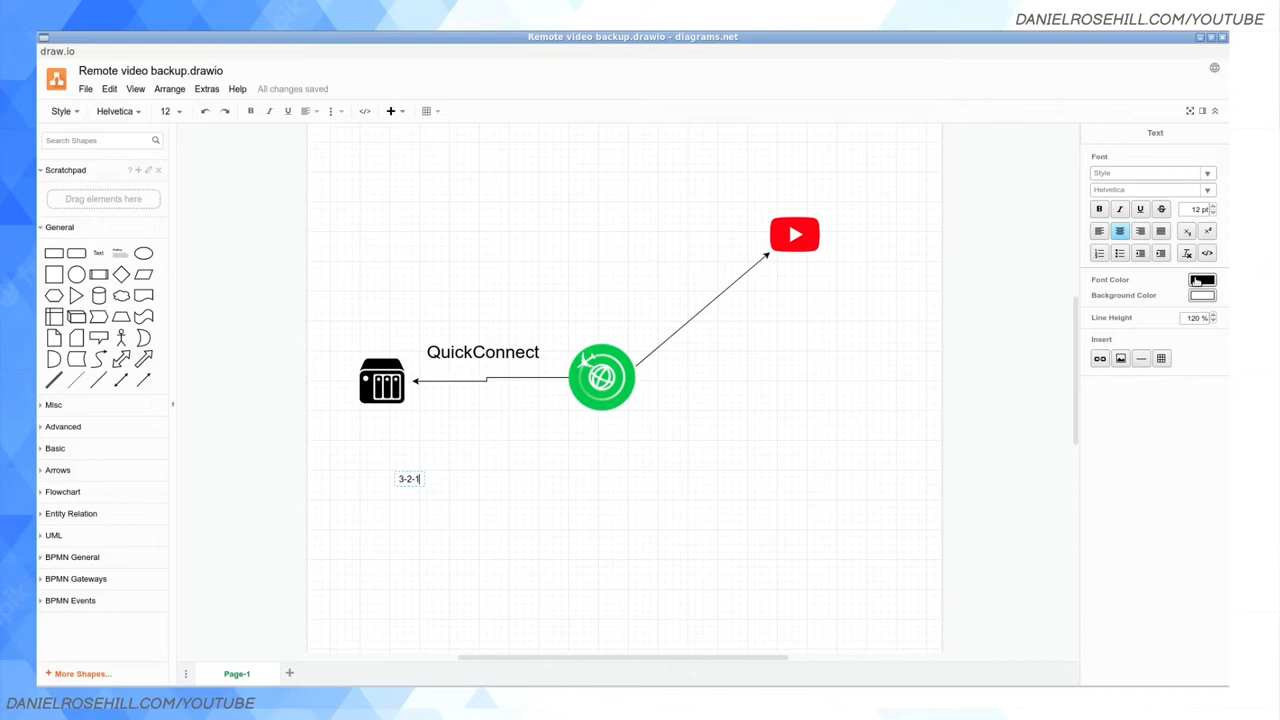 DANIELROSEHILL.COM/YOUTUBE
Remote video backup.drawio - diagrams.net
draw.io
Remote video backup.drawio
File Edit View Arrange Extras Help All changes saved
Style Helvetica 12 B I U </>
Search Shapes
Scratchpad ?
Drag elements here
General
Text
Heading
Misc
Advanced
Basic
Arrows
Flowchart
Entity Relation
UML
BPMN General
BPMN Gateways
BPMN Events
+ More Shapes...
QuickConnect
3-2-1
Page-1
Text
Font
Style
Helvetica
B I U S 12 pt
Font Color
Background Color
Line Height 120 %
Insert
DANIELROSEHILL.COM/YOUTUBE